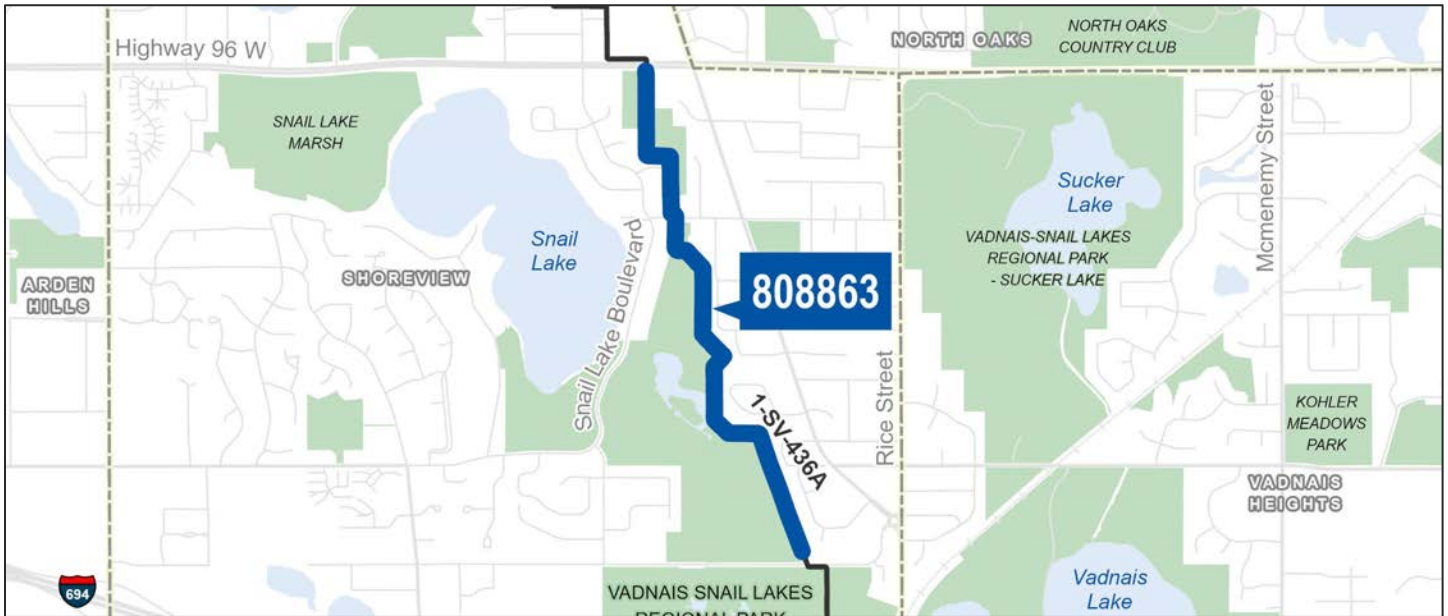 Highway 96 W
NORTH OAKS
NORTH OAKS
COUNTRY CLUB
SNAIL LAKE
MARSH
Mcmenemy Street
Sucker
Lake
Snail
Lake
VADNAIS-SNAIL LAKES
REGIONAL PARK
- SUCKER LAKE
ARDEN
HILLS
SHOREVIEW
Snail Lake Boulevard
808863
Rice Street
1-SV-436A
KOHLER
MEADOWS
PARK
VADNAIS
HEIGHTS
694
VADNAIS SNAIL LAKES
REGIONAL PARK
Vadnais
Lake